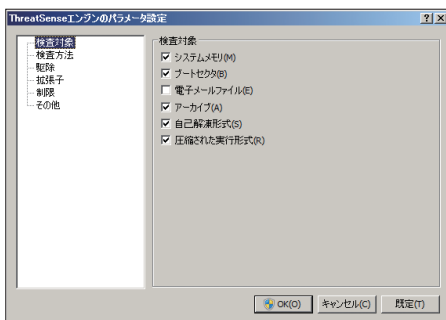 ThreatSenseエンジンのパラメータ設定
検査対象
検査方法
駆除
拡張子
制限
その他
検査対象
システムメモリ(M)
ブートセクタ(B)
電子メールファイル(E)
アーカイブ(A)
自己解凍形式(S)
圧縮された実行形式(R)
OK(O) キャンセル(C) 既定(T)